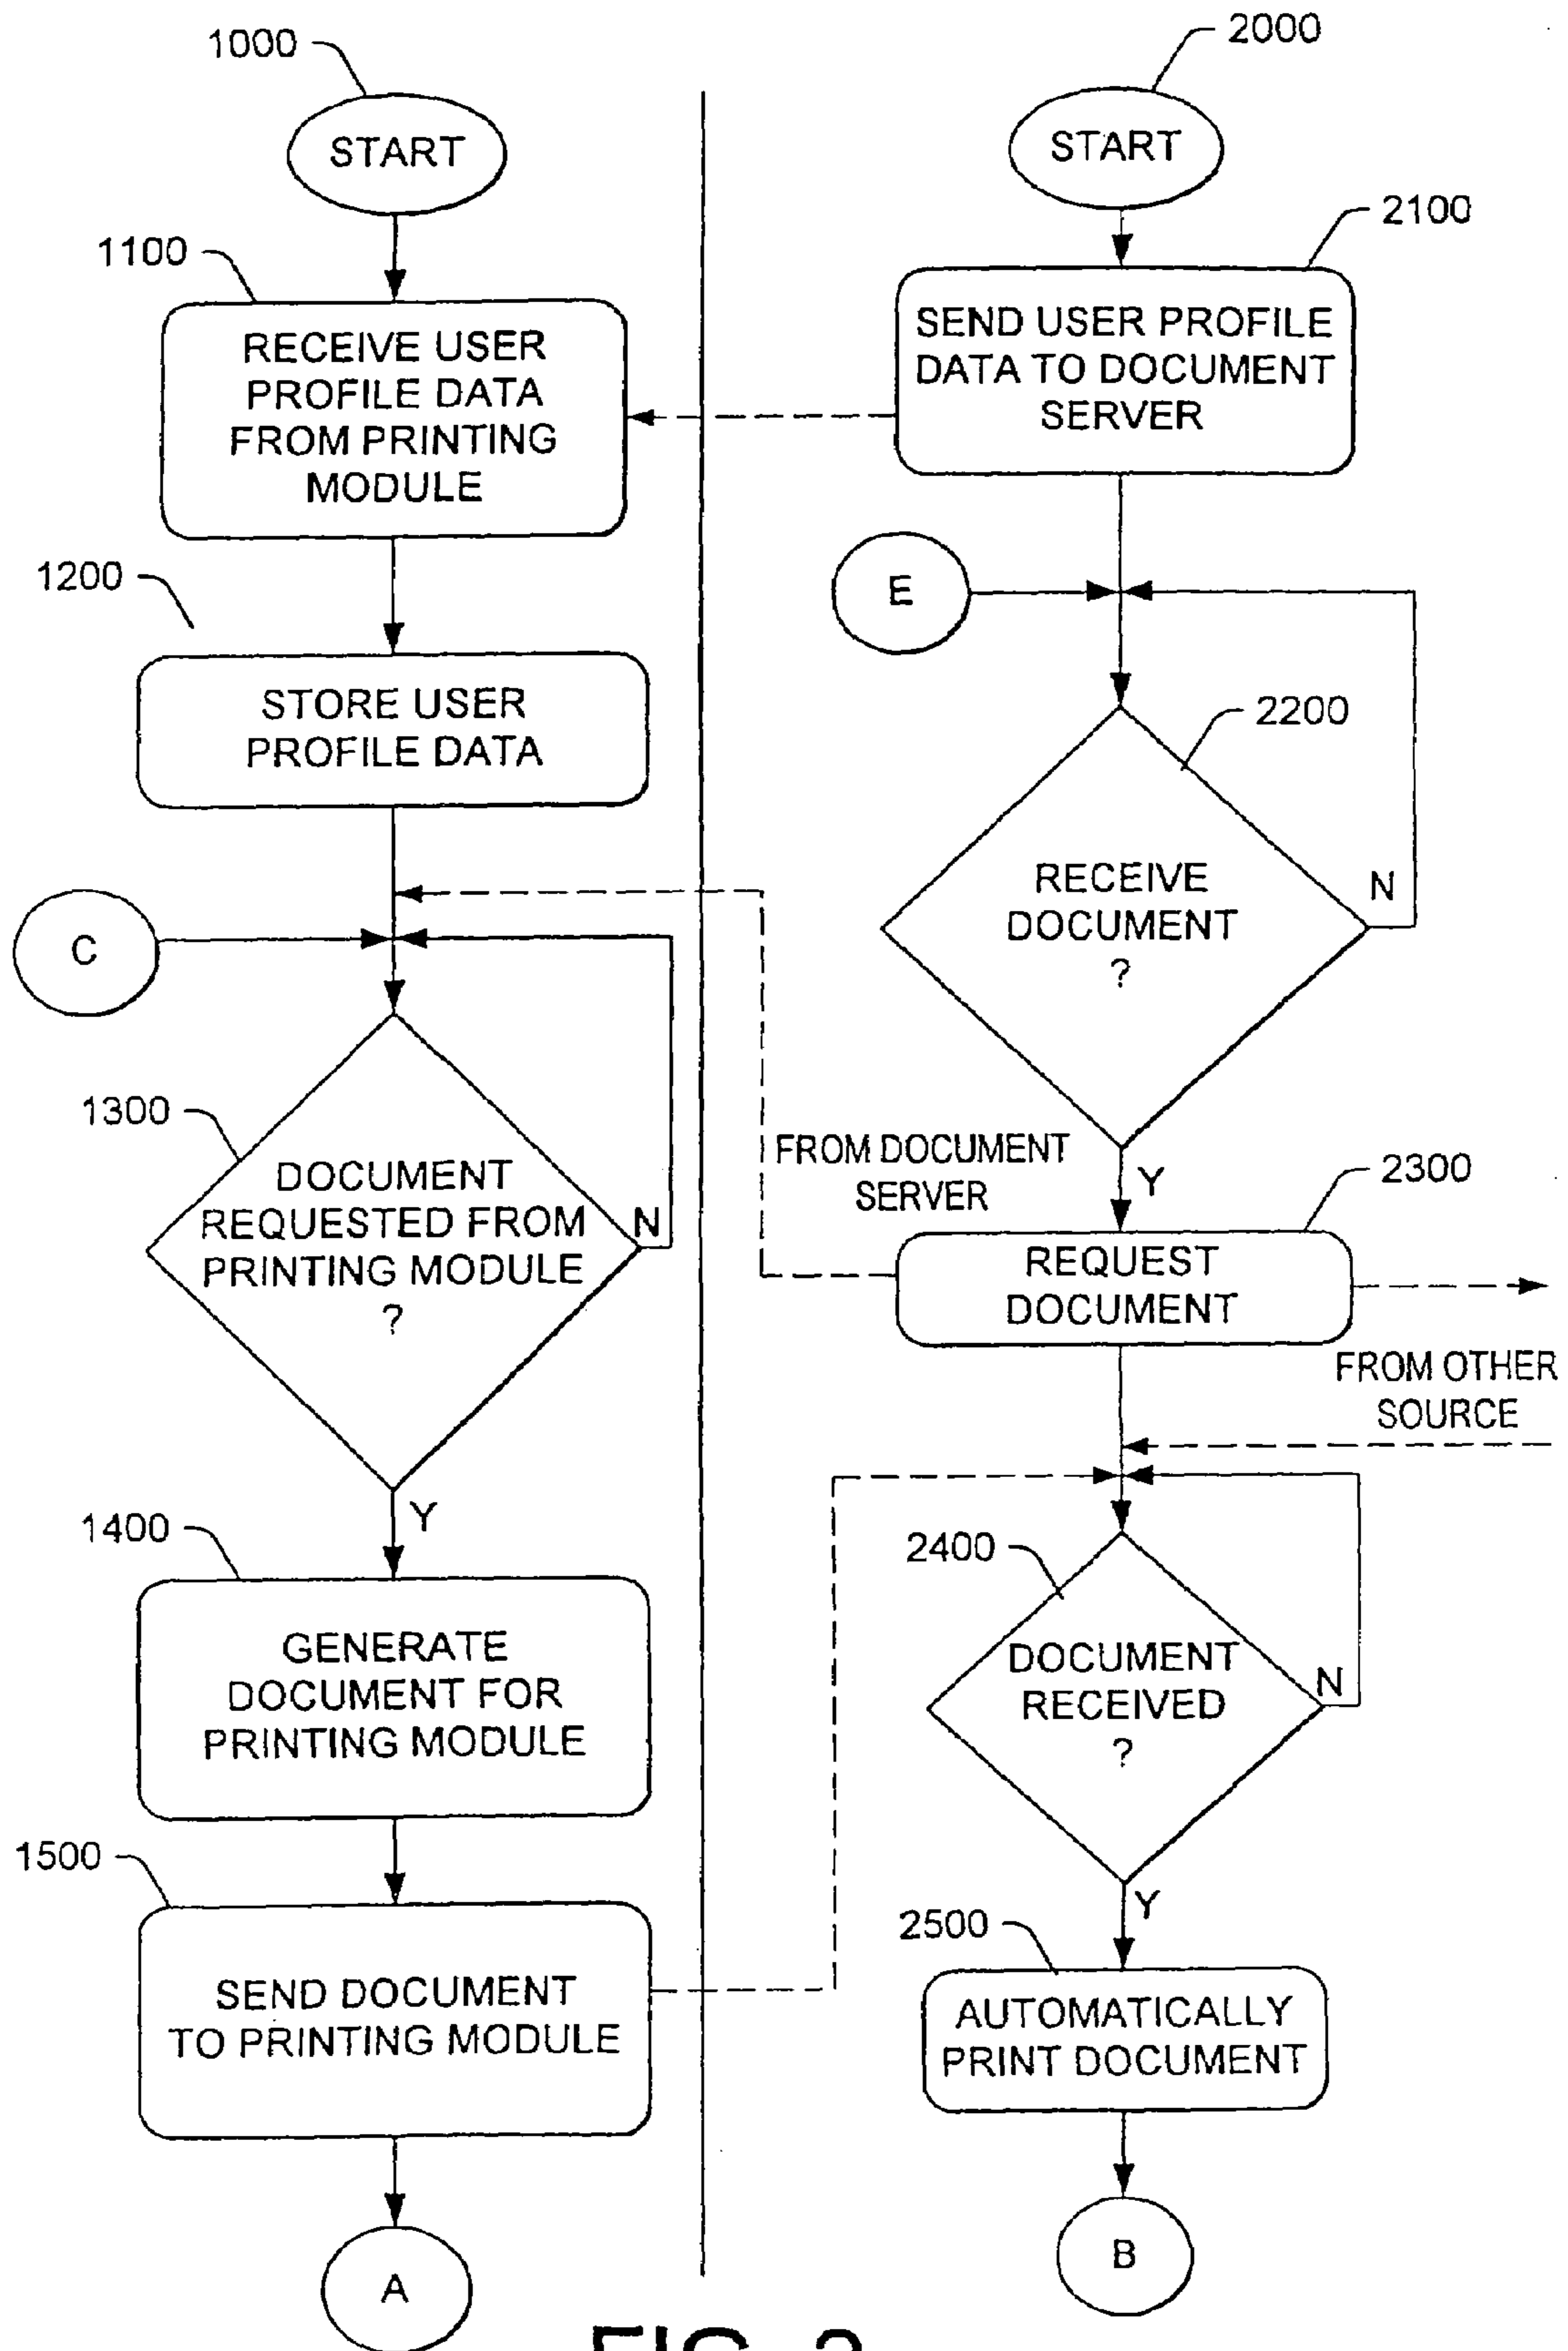 1000
START
1100
RECEIVE USER
PROFILE DATA
FROM PRINTING
MODULE
1200
STORE USER
PROFILE DATA
C
1300
DOCUMENT
REQUESTED FROM
PRINTING MODULE
?
N
Y
1400
GENERATE
DOCUMENT FOR
PRINTING MODULE
1500
SEND DOCUMENT
TO PRINTING MODULE
A
2000
START
2100
SEND USER PROFILE
DATA TO DOCUMENT
SERVER
E
2200
RECEIVE
DOCUMENT
?
N
Y
FROM DOCUMENT
SERVER
2300
REQUEST
DOCUMENT
FROM OTHER
SOURCE
2400
DOCUMENT
RECEIVED
?
N
Y
2500
AUTOMATICALLY
PRINT DOCUMENT
B